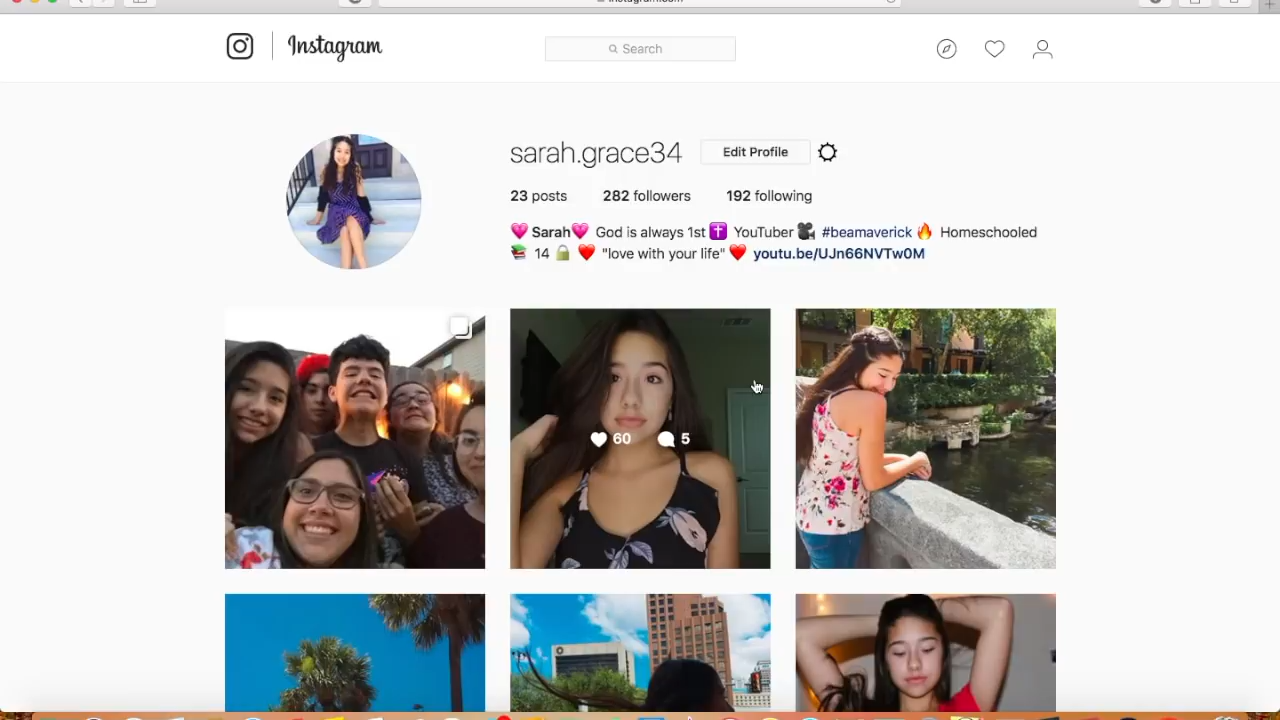 Instagram
Search
sarah.grace34 Edit Profile
23 posts 282 followers 192 following
💗 Sarah💗 God is always 1st ✝️ YouTuber 🎥 #beamaverick 🔥 Homeschooled
📚 14 🔒 ❤️ "love with your life" ❤️ youtu.be/UJn66NVTw0M
60 5